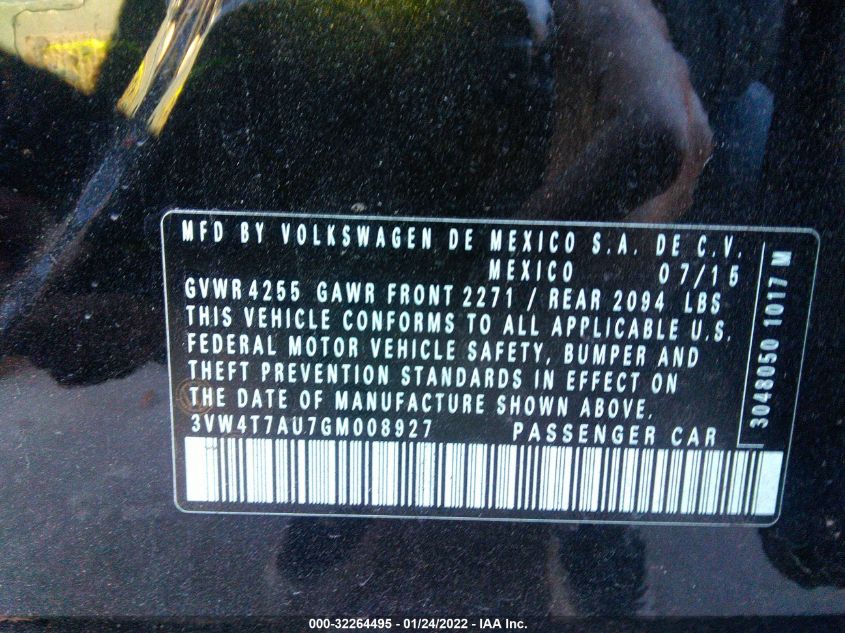 MFD BY VOLKSWAGEN DE MEXICO S.A. DE C.V.
MEXICO 07/15
GVWR 4255 GAWR FRONT 2271 / REAR 2094 LBS
THIS VEHICLE CONFORMS TO ALL APPLICABLE U.S.
FEDERAL MOTOR VEHICLE SAFETY, BUMPER AND
THEFT PREVENTION STANDARDS IN EFFECT ON
THE DATE OF MANUFACTURE SHOWN ABOVE.
3VW4T7AU7GM008927 PASSENGER CAR
3048050 1017 M
000-32264495 - 01/24/2022 - IAA Inc.